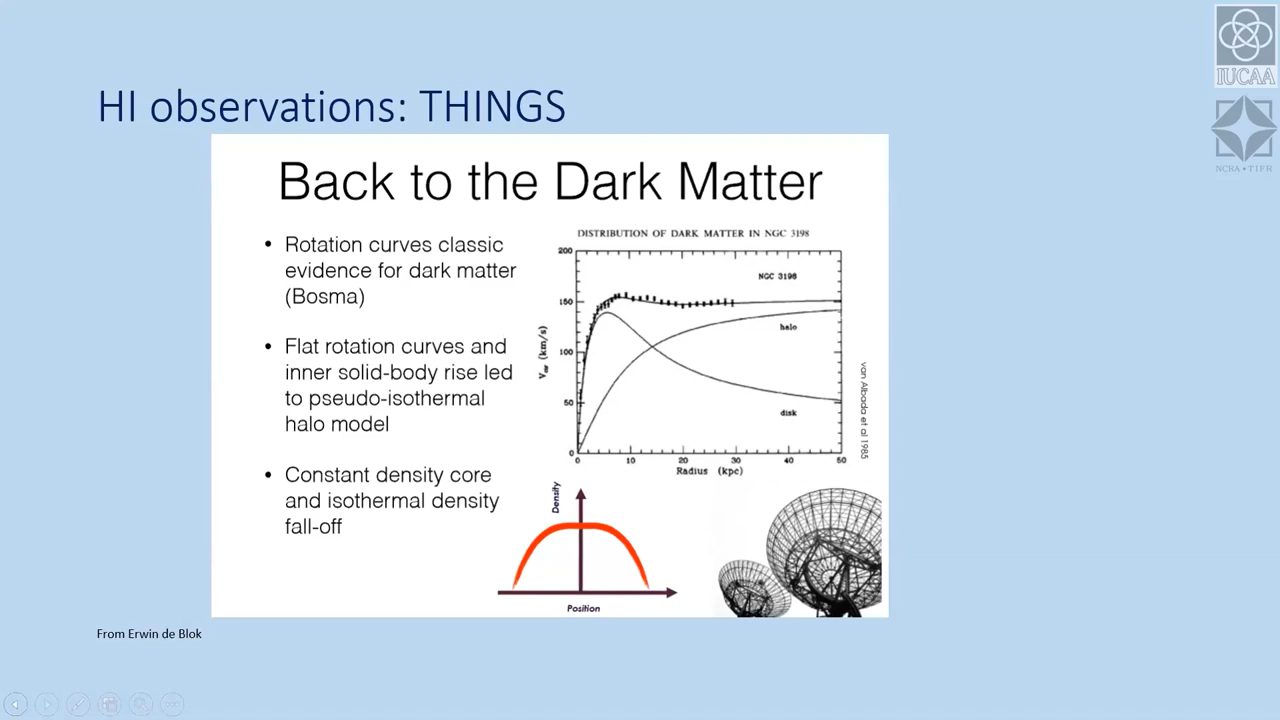 IUCAA
NCRA • TIFR
HI observations: THINGS
Back to the Dark Matter
• Rotation curves classic
evidence for dark matter
(Bosma)
• Flat rotation curves and
inner solid-body rise led
to pseudo-isothermal
halo model
• Constant density core
and isothermal density
fall-off
DISTRIBUTION OF DARK MATTER IN NGC 3198
NGC 3198
halo
disk
200
150
100
50
0
0 10 20 30 40 50
Radius (kpc)
(km/s)
van Albada et al 1985
Density
Position
From Erwin de Blok